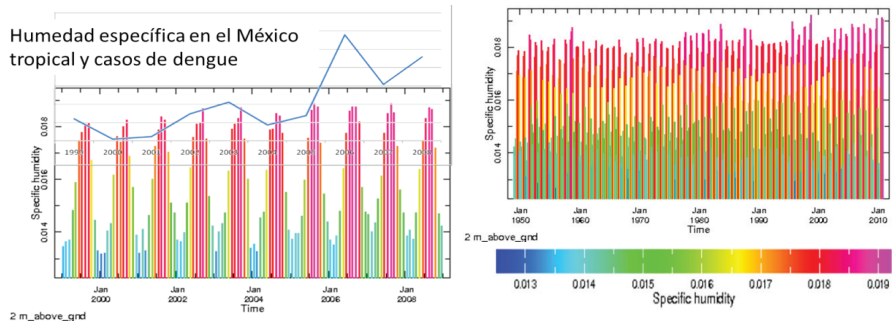 Humedad específica en el México
tropical y casos de dengue
Specific humidity
0.018
0.016
0.014
2000
Jan
2000
Jan
2002
Jan
2004
Jan
2006
Jan
2008
Time
2 m_above_gnd
Specific humidity
0.018
0.016
0.014
Jan
1950
Jan
1960
Jan
1970
Jan
1980
Jan
1990
Jan
2000
Jan
2010
Time
2 m_above_gnd
0.013 0.014 0.015 0.016 0.017 0.018 0.019
Specific humidity